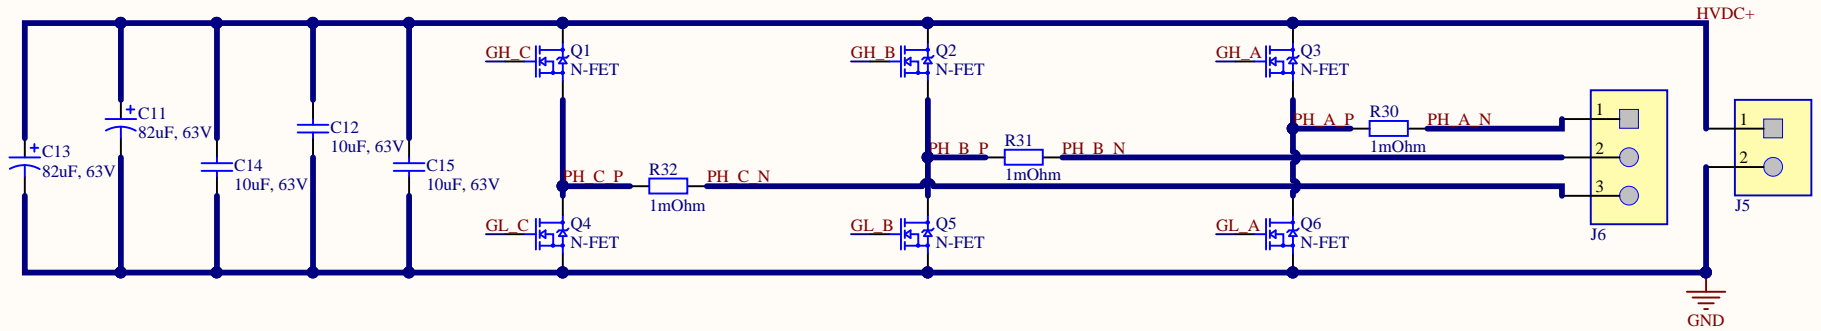 HVDC+
GH_C
Q1
N-FET
GH_B
Q2
N-FET
GH_A
Q3
N-FET
+
C11
82uF, 63V
+
C13
82uF, 63V
C14
10uF, 63V
C12
10uF, 63V
C15
10uF, 63V
PH_C_P
R32
1mOhm
PH_C_N
PH_B_P
R31
1mOhm
PH_B_N
PH_A_P
R30
1mOhm
PH_A_N
1
2
3
J6
1
2
J5
GL_C
Q4
N-FET
GL_B
Q5
N-FET
GL_A
Q6
N-FET
GND